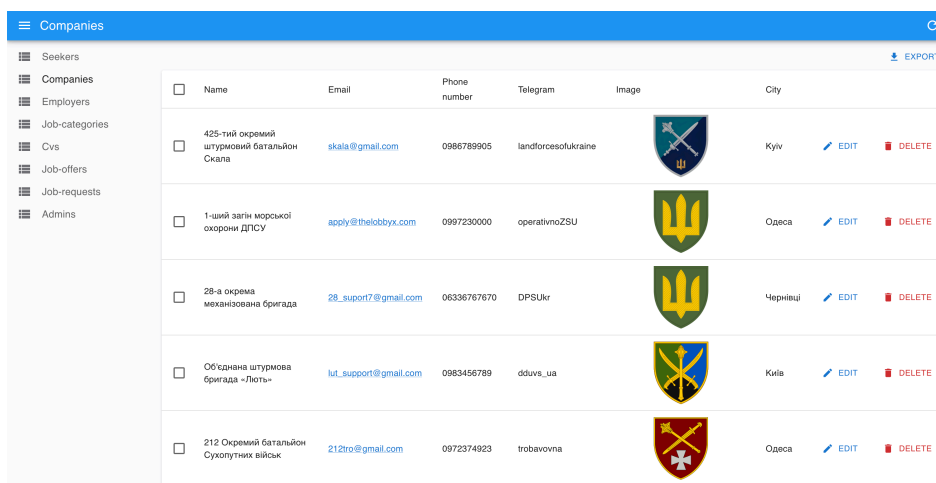 Companies
EXPORT
Seekers
Companies
Employers
Job-categories
Cvs
Job-offers
Job-requests
Admins
Name Email Phone number Telegram Image City
425-тий окремий
штурмовий батальйон
Скала
skala@gmail.com 0986789905 landforcesofukraine Kyiv EDIT DELETE
1-ший загін морської
охорони ДПСУ
apply@thelobbyx.com 0997230000 operativnoZSU Одеса EDIT DELETE
28-а окрема
механізована бригада
28_suport7@gmail.com 06336767670 DPSUkr Чернівці EDIT DELETE
Об'єднана штурмова
бригада «Лють»
lut_support@gmail.com 0983456789 dduvs_ua Київ EDIT DELETE
212 Окремий батальйон
Сухопутних військ
212tro@gmail.com 0972374923 trobavovna Одеса EDIT DELETE